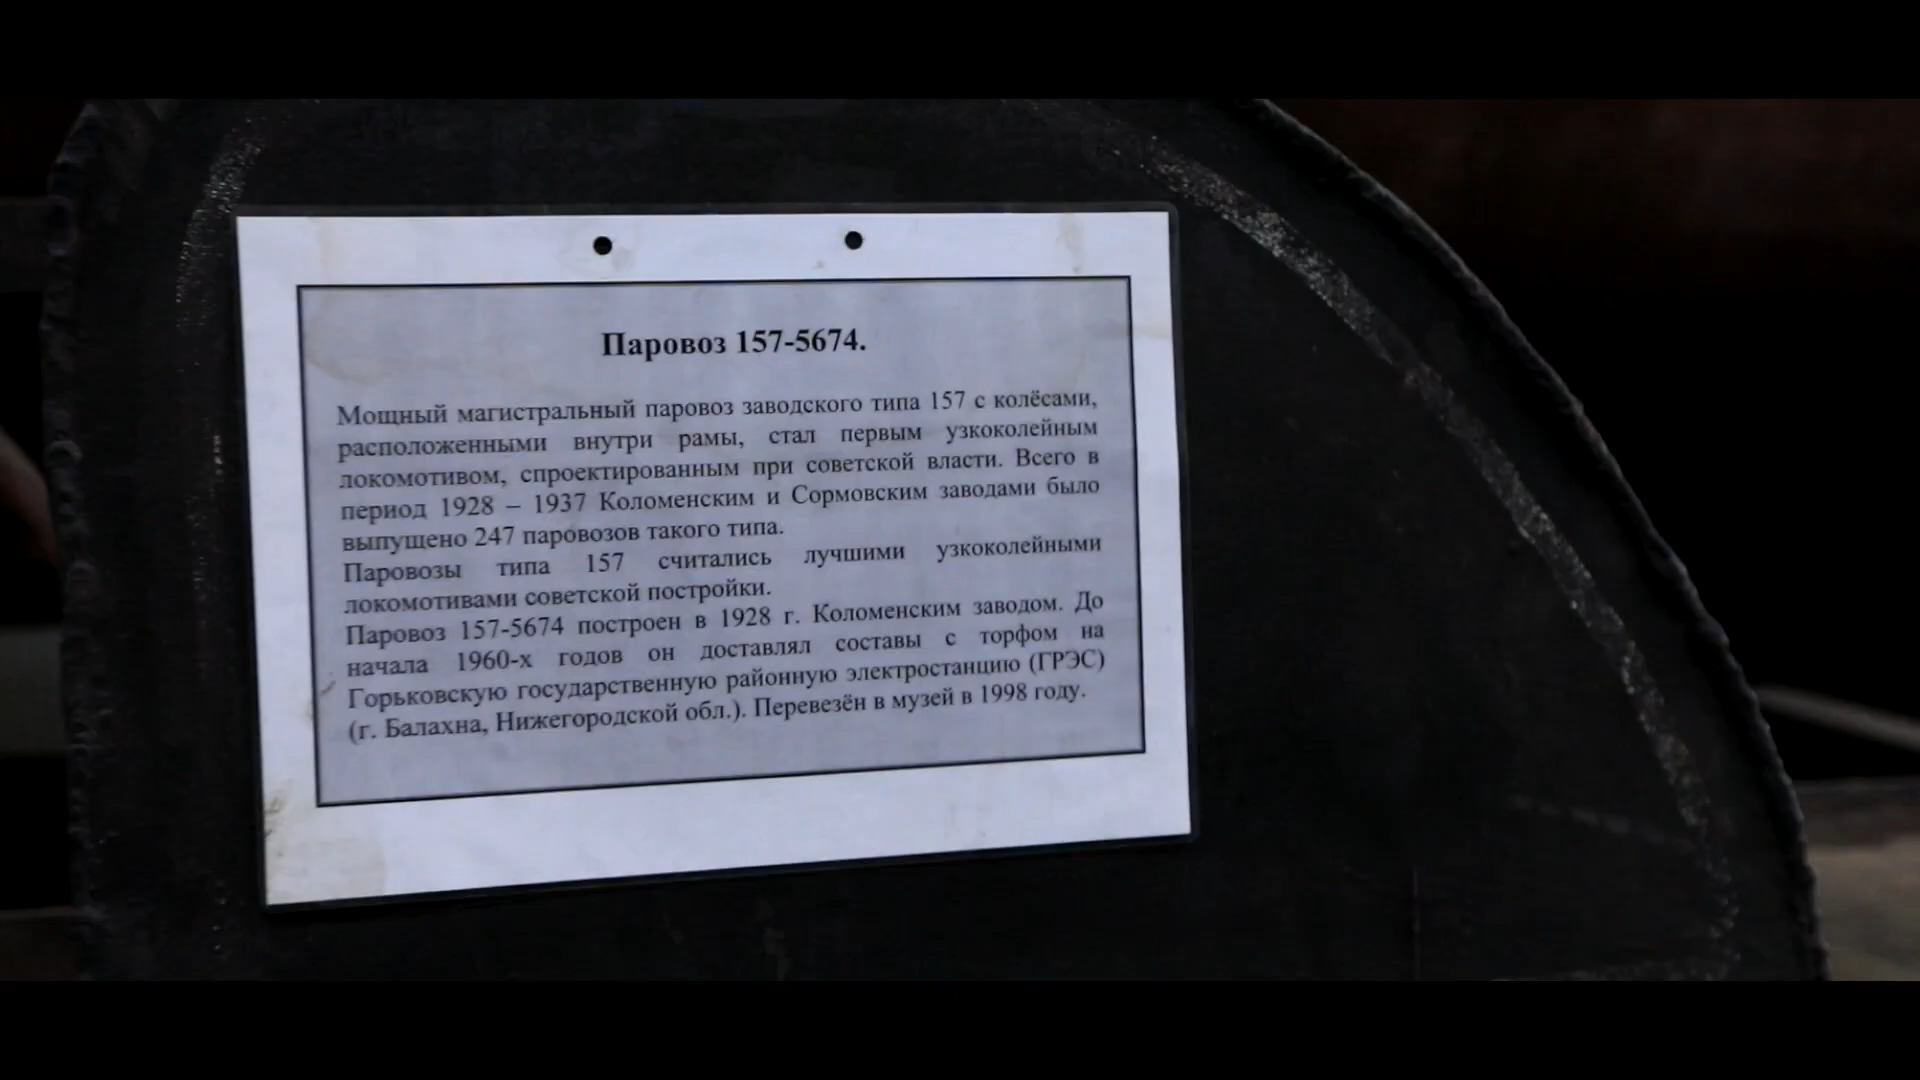 Паровоз 157-5674.
Мощный магистральный паровоз заводского типа 157 с колёсами,
расположенными внутри рамы, стал первым узкоколейным
локомотивом, спроектированным при советской власти. Всего в
период 1928 – 1937 Коломенским и Сормовским заводами было
выпущено 247 паровозов такого типа.
Паровозы типа 157 считались лучшими узкоколейными
локомотивами советской постройки.
Паровоз 157-5674 построен в 1928 г. Коломенским заводом. До
начала 1960-х годов он доставлял составы с торфом на
Горьковскую государственную районную электростанцию (ГРЭС)
(г. Балахна, Нижегородской обл.). Перевезён в музей в 1998 году.